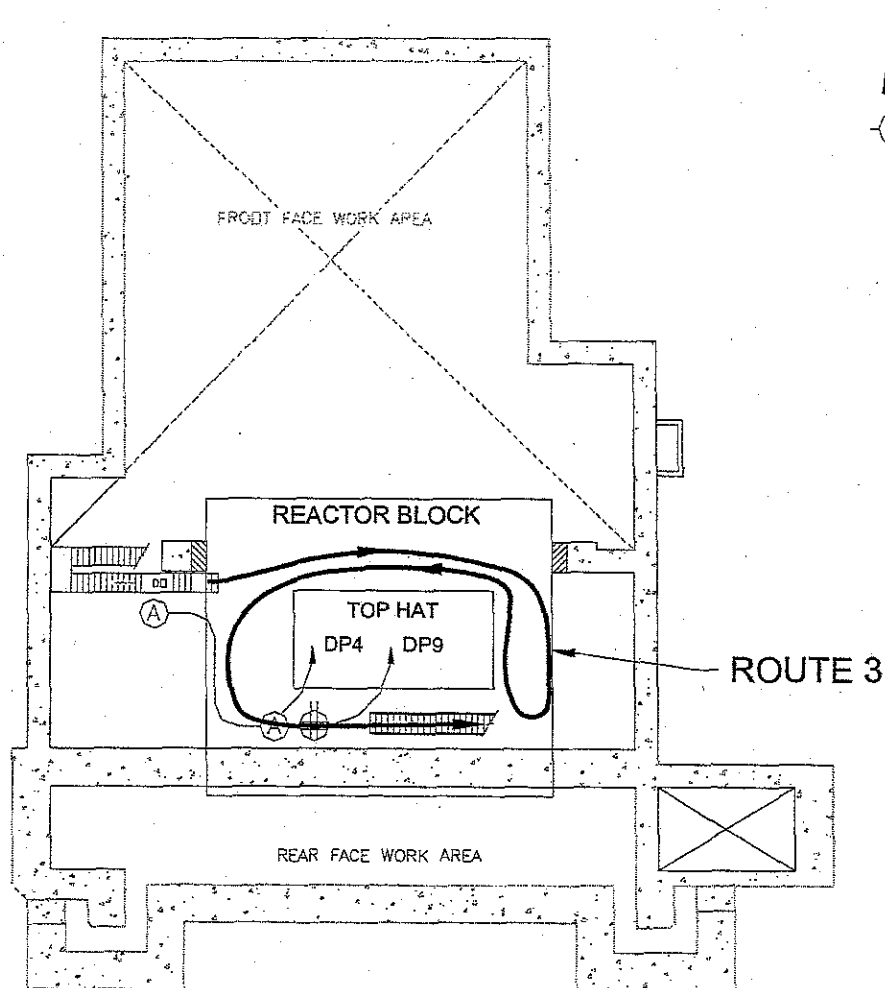 FRODT FACE WORK AREA
REACTOR BLOCK
TOP HAT
DP4 DP9
A
ROUTE 3
A
REAR FACE WORK AREA